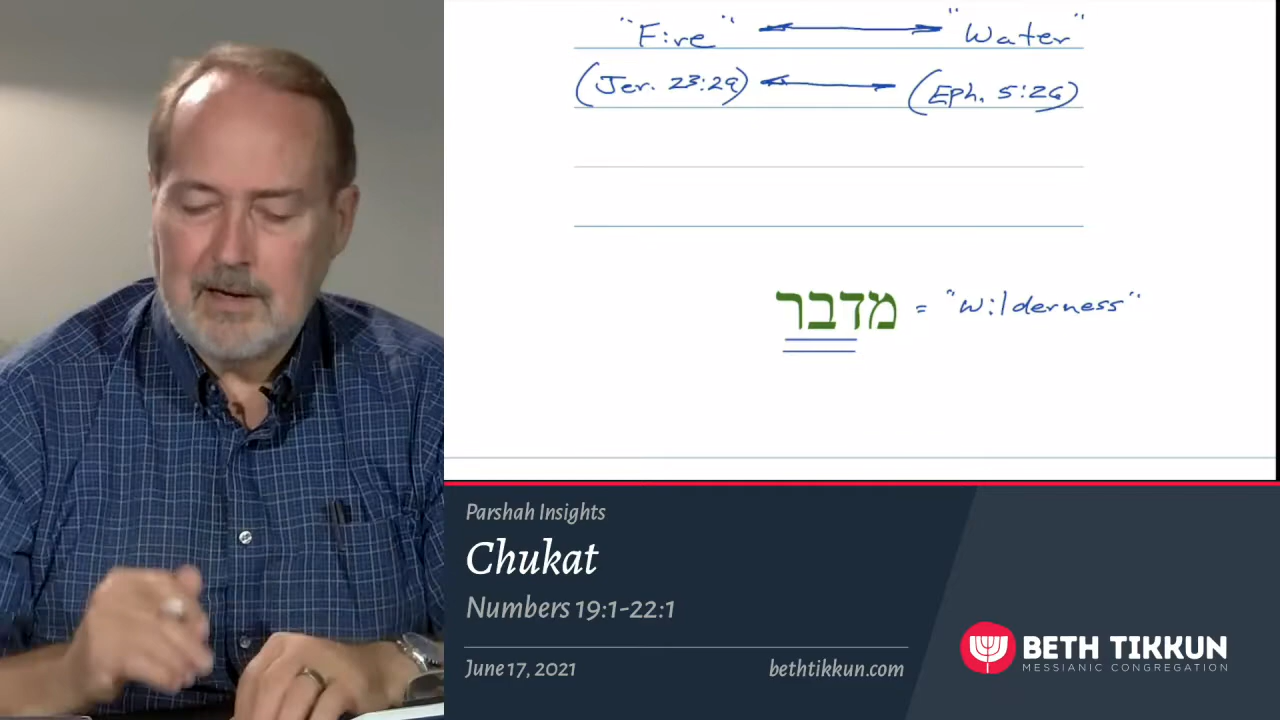 "Fire" "Water"
(Jer. 23:29) (Eph. 5:26)
מדבר = "Wilderness"
Parshah Insights
Chukat
Numbers 19:1-22:1
June 17, 2021 bethtikkun.com
BETH TIKKUN
MESSIANIC CONGREGATION